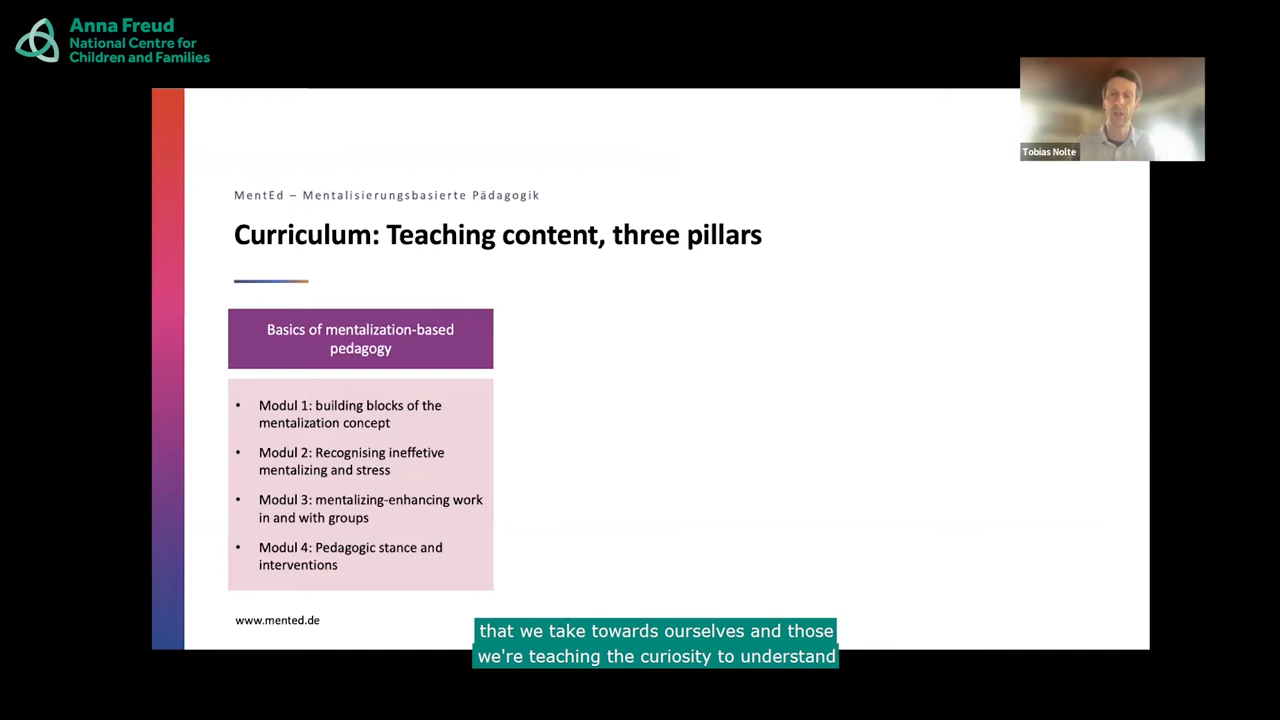 Anna Freud
National Centre for
Children and Families
Tobias Nolte
MentEd – Mentalisierungsbasierte Pädagogik
Curriculum: Teaching content, three pillars
Basics of mentalization-based
pedagogy
• Modul 1: building blocks of the
mentalization concept
• Modul 2: Recognising ineffetive
mentalizing and stress
• Modul 3: mentalizing-enhancing work
in and with groups
• Modul 4: Pedagogic stance and
interventions
www.mented.de
that we take towards ourselves and those
we're teaching the curiosity to understand